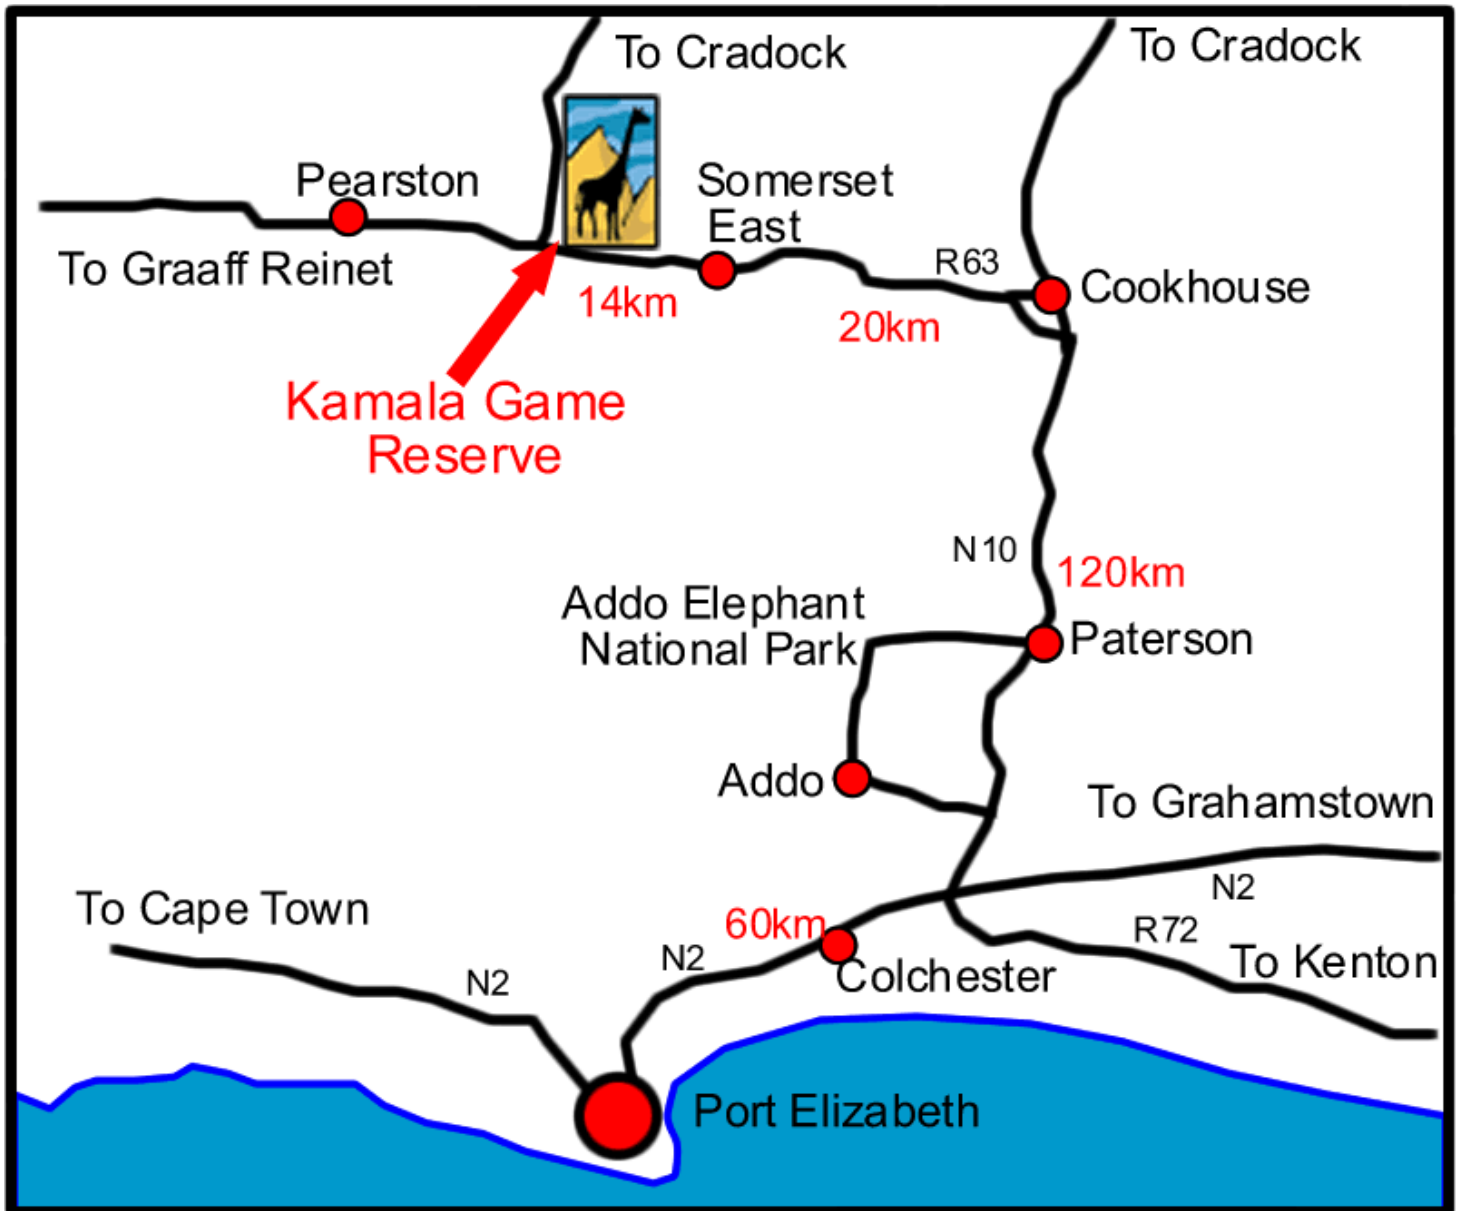 To Cradock
To Cradock
Pearston
Somerset
East
To Graaff Reinet
R63
Cookhouse
14km
20km
Kamala Game
Reserve
N10
120km
Addo Elephant
National Park
Paterson
Addo
To Grahamstown
N2
To Cape Town
60km
R72
N2
To Kenton
N2
Colchester
Port Elizabeth